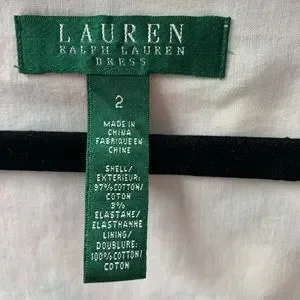 LAUREN
RALPH LAUREN
DRESS
2
MADE IN
CHINA
FABRIQUE EN
CHINE
SHELL/
EXTERIEUR:
97%COTTON/
COTON
3%
ELASTANE/
ELASTHANNE
LINING/
DOUBLURE:
100%COTTON/
COTON